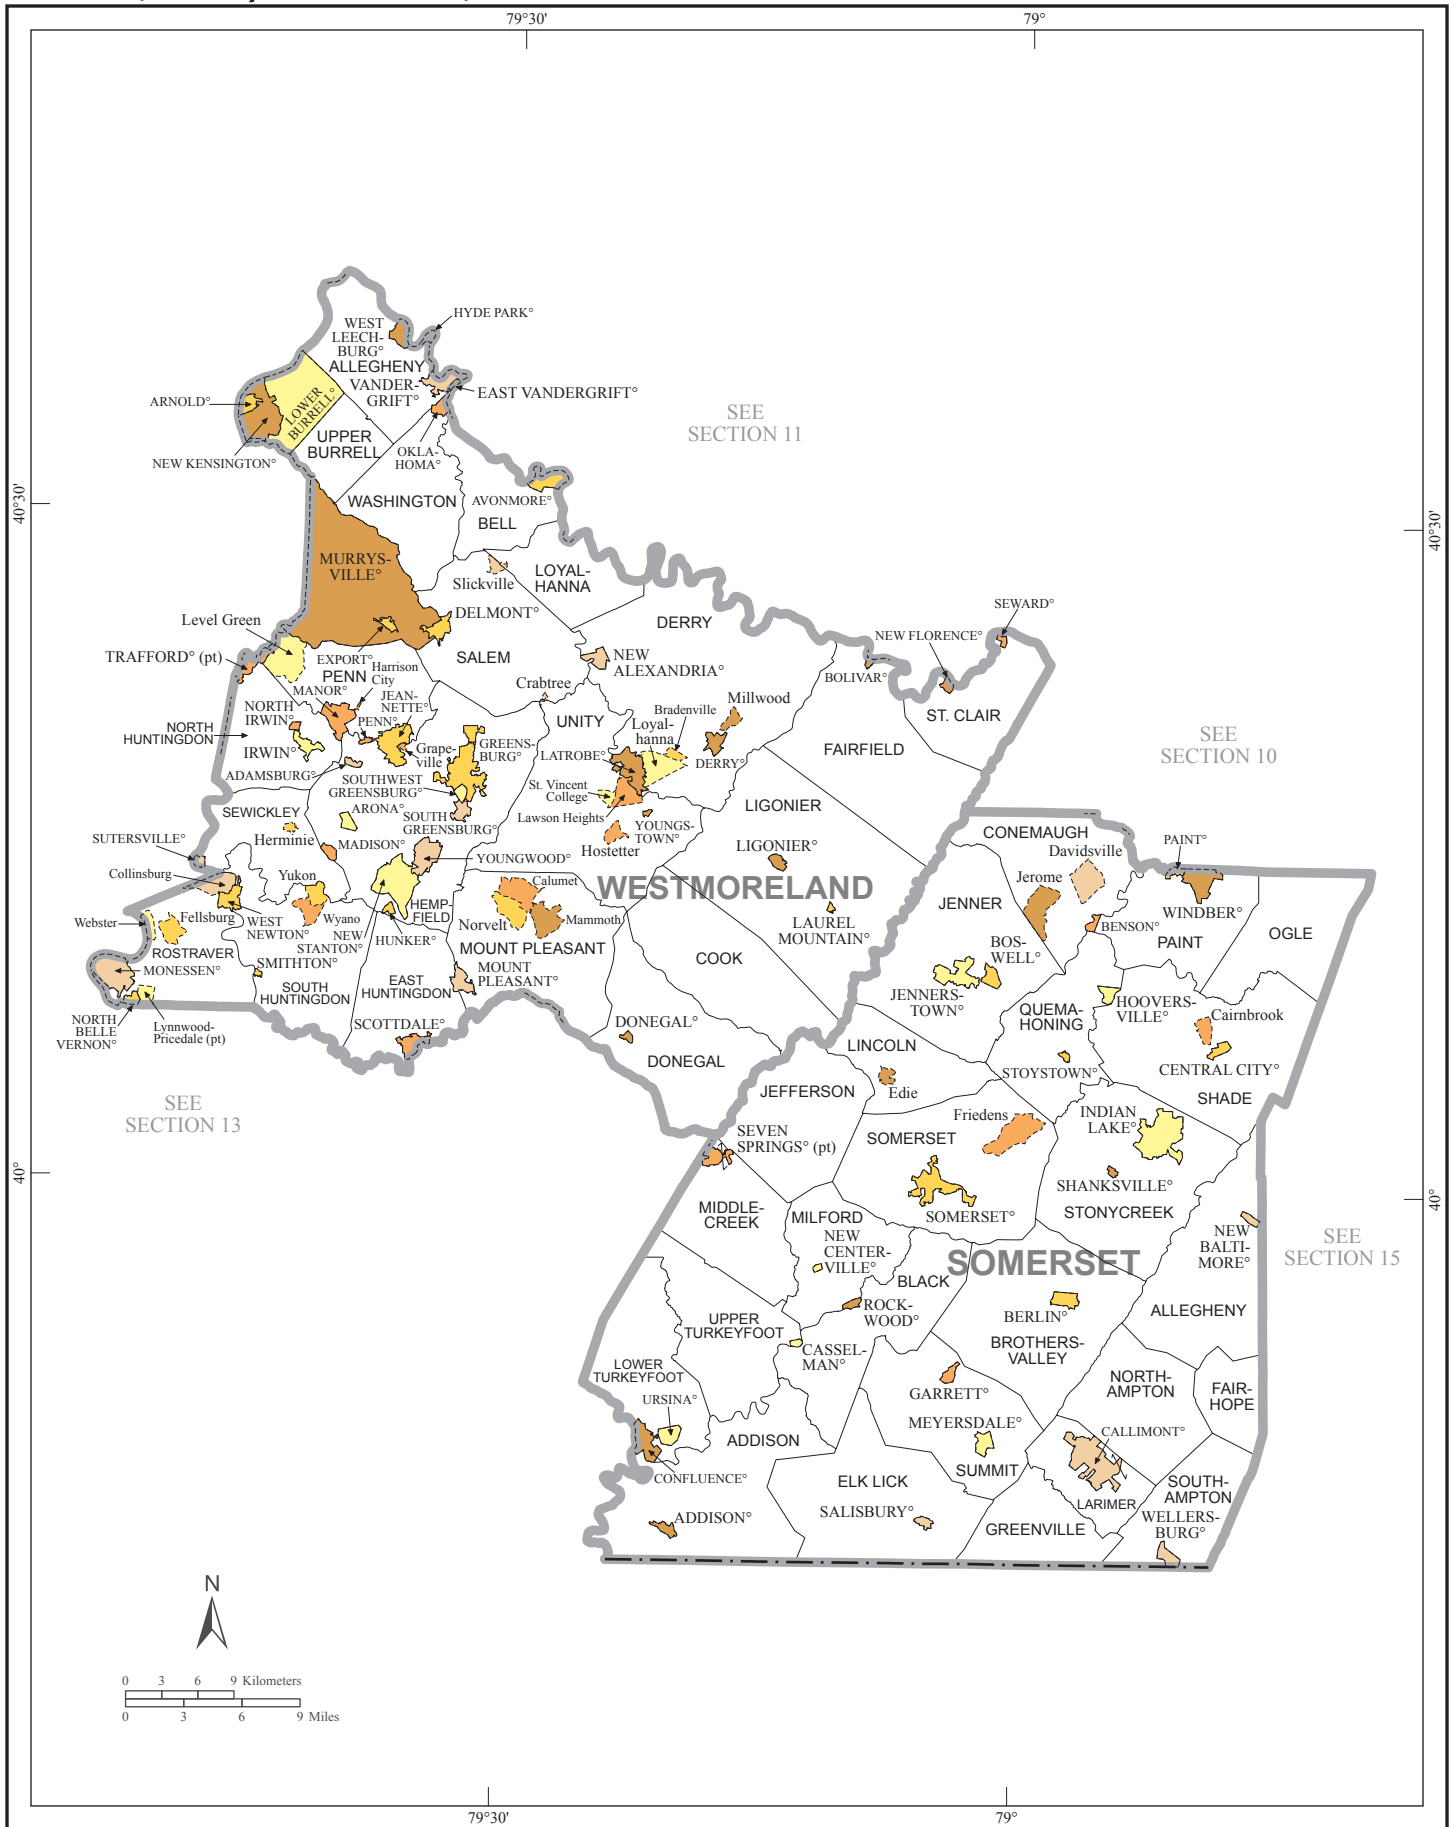 79°30'
79°
HYDE PARK°
WEST
LEECH-
BURG°
ALLEGHENY
VANDER-
GRIFT°
EAST VANDERGRIFT°
ARNOLD°
LOWER
BURRELL°
SEE
SECTION 11
UPPER
BURRELL
OKLA-
HOMA°
NEW KENSINGTON°
40°30'
40°30'
WASHINGTON
AVONMORE°
BELL
MURRYS-
VILLE°
LOYAL-
HANNA
Slickville
DELMONT°
Level Green
DERRY
SEWARD°
NEW FLORENCE°
TRAFFORD° (pt)
EXPORT°
PENN
Harrison
City
SALEM
NEW
ALEXANDRIA°
BOLIVAR°
MANOR°
JEAN-
NETTE°
Crabtree
Millwood
NORTH
IRWIN°
PENN°
UNITY
Bradenville
ST. CLAIR
NORTH
HUNTINGDON
IRWIN°
Grape-
ville
GREENS-
BURG°
Loyal-
hanna
LATROBE°
DERRY°
FAIRFIELD
SEE
SECTION 10
ADAMSBURG°
SOUTHWEST
GREENSBURG°
St. Vincent
College
SEWICKLEY
ARONA°
SOUTH
GREENSBURG°
Lawson Heights
LIGONIER
YOUNGS-
TOWN°
SUTERSVILLE°
Herminie
MADISON°
Hostetter
LIGONIER°
CONEMAUGH
PAINT°
YOUNGWOOD°
Davidsville
Collinsburg
Yukon
Calumet
WESTMORELAND
Jerome
JENNER
WINDBER°
Webster
Fellsburg
WEST
NEWTON°
Wyano
NEW
STANTON°
HEMP-
FIELD
HUNKER°
Norvelt
Mammoth
LAUREL
MOUNTAIN°
BENSON°
OGLE
PAINT
ROSTRAVER
MOUNT PLEASANT
COOK
BOS-
WELL°
MONESSEN°
SMITHTON°
SOUTH
HUNTINGDON
EAST
HUNTINGDON
MOUNT
PLEASANT°
JENNERS-
TOWN°
QUEMA-
HONING
HOOVERS-
VILLE°
Cairnbrook
NORTH
BELLE
VERNON°
Lynnwood-
Pricedale (pt)
SCOTTDALE°
DONEGAL°
DONEGAL
LINCOLN
STOYSTOWN°
CENTRAL CITY°
Edie
JEFFERSON
SHADE
SEE
SECTION 13
Friedens
INDIAN
LAKE°
SEVEN
SPRINGS° (pt)
SOMERSET
40°
40°
SHANKSVILLE°
MIDDLE-
CREEK
MILFORD
SOMERSET°
STONYCREEK
NEW
CENTER-
VILLE°
NEW
BALTI-
MORE°
SEE
SECTION 15
SOMERSET
BLACK
ROCK-
WOOD°
BERLIN°
ALLEGHENY
UPPER
TURKEYFOOT
CASSEL-
MAN°
BROTHERS-
VALLEY
LOWER
TURKEYFOOT
GARRETT°
NORTH-
AMPTON
FAIR-
HOPE
URSINA°
MEYERSDALE°
ADDISON
CALLIMONT°
CONFLUENCE°
SUMMIT
ELK LICK
SOUTH-
AMPTON
LARIMER
ADDISON°
SALISBURY°
GREENVILLE
WELLERS-
BURG°
N
0 3 6 9 Kilometers
0 3 6 9 Miles
79°30'
79°